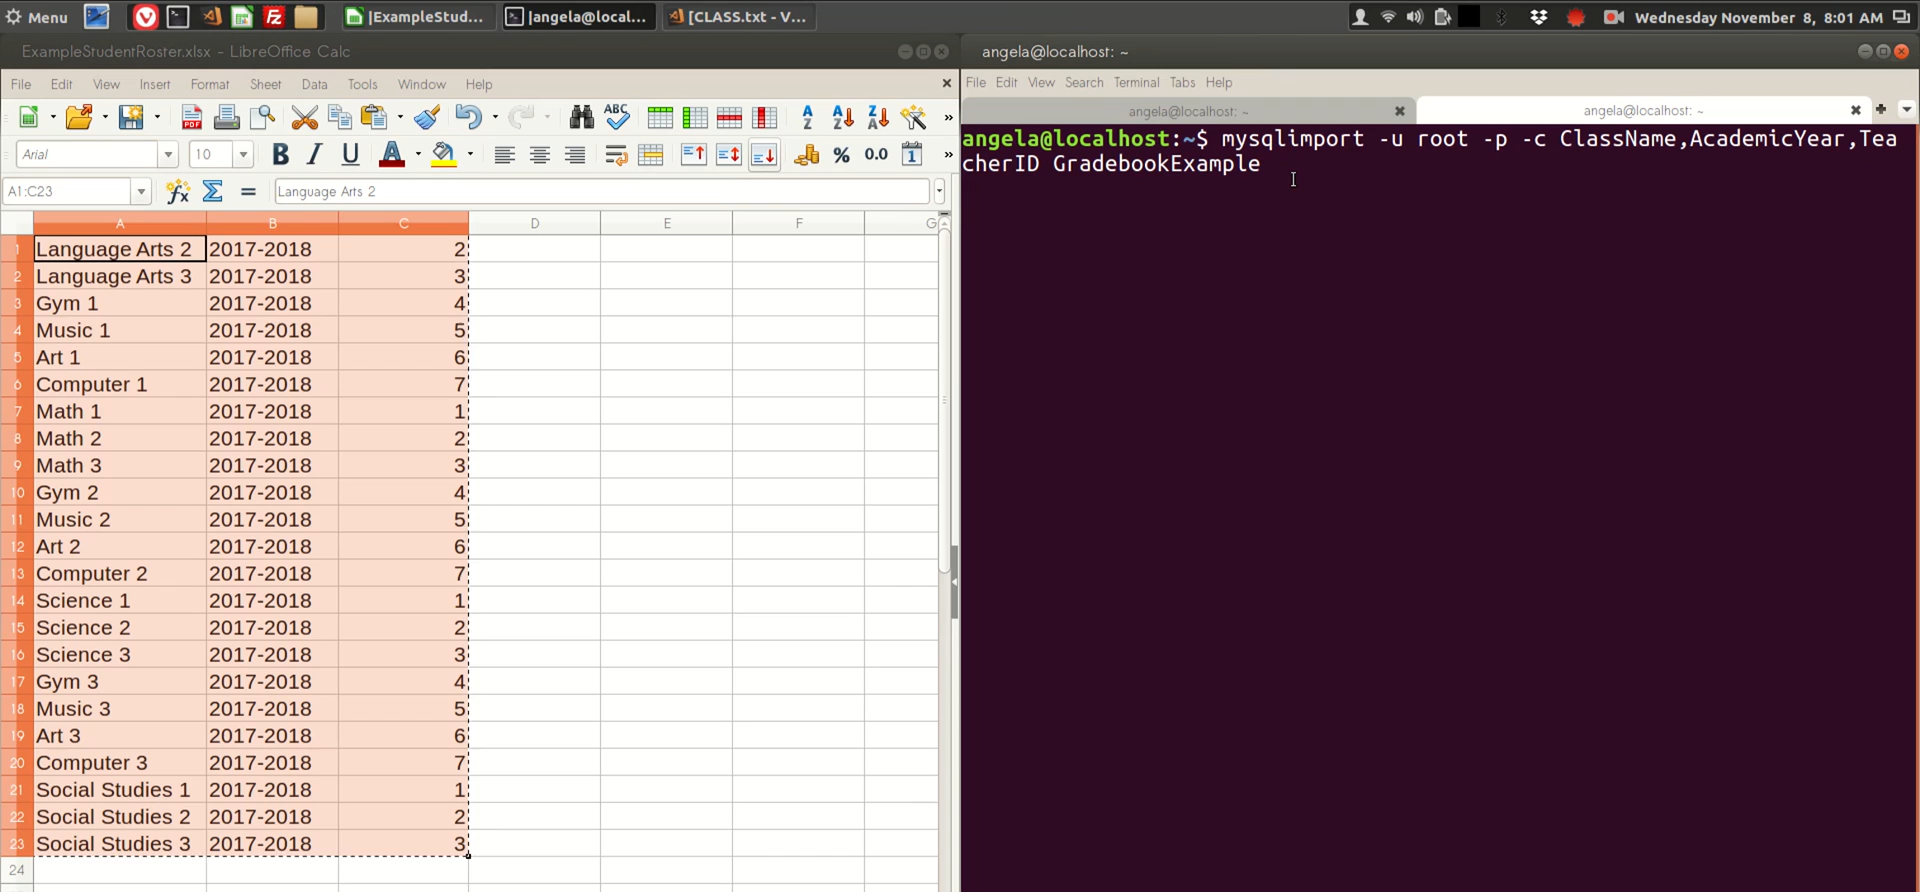 Menu |ExampleStud... |angela@local... [CLASS.txt - V... Wednesday November 8, 8:01 AM
ExampleStudentRoster.xlsx - LibreOffice Calc
File Edit View Insert Format Sheet Data Tools Window Help
Arial 10
A1:C23 Language Arts 2
A B C D E F G
1 Language Arts 2 2017-2018 2
2 Language Arts 3 2017-2018 3
3 Gym 1 2017-2018 4
4 Music 1 2017-2018 5
5 Art 1 2017-2018 6
6 Computer 1 2017-2018 7
7 Math 1 2017-2018 1
8 Math 2 2017-2018 2
9 Math 3 2017-2018 3
10 Gym 2 2017-2018 4
11 Music 2 2017-2018 5
12 Art 2 2017-2018 6
13 Computer 2 2017-2018 7
14 Science 1 2017-2018 1
15 Science 2 2017-2018 2
16 Science 3 2017-2018 3
17 Gym 3 2017-2018 4
18 Music 3 2017-2018 5
19 Art 3 2017-2018 6
20 Computer 3 2017-2018 7
21 Social Studies 1 2017-2018 1
22 Social Studies 2 2017-2018 2
23 Social Studies 3 2017-2018 3
24
angela@localhost: ~
File Edit View Search Terminal Tabs Help
angela@localhost: ~ angela@localhost: ~
angela@localhost:~$ mysqlimport -u root -p -c ClassName,AcademicYear,Tea
cherID GradebookExample